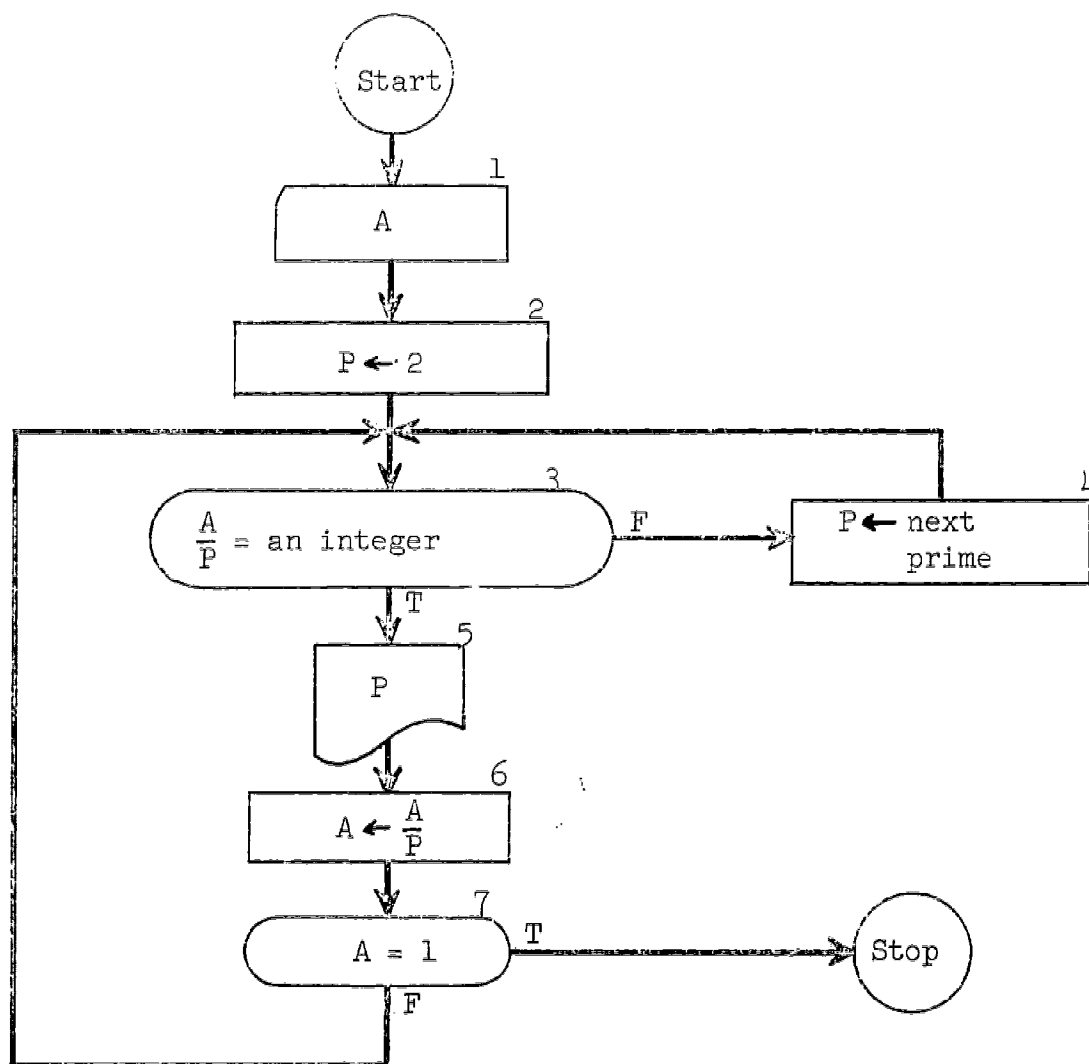 Start
1
A
2
P ← 2
3
A/P = an integer
F
4
P ← next
prime
T
5
P
6
A ← A/P
7
A = 1
T
Stop
F